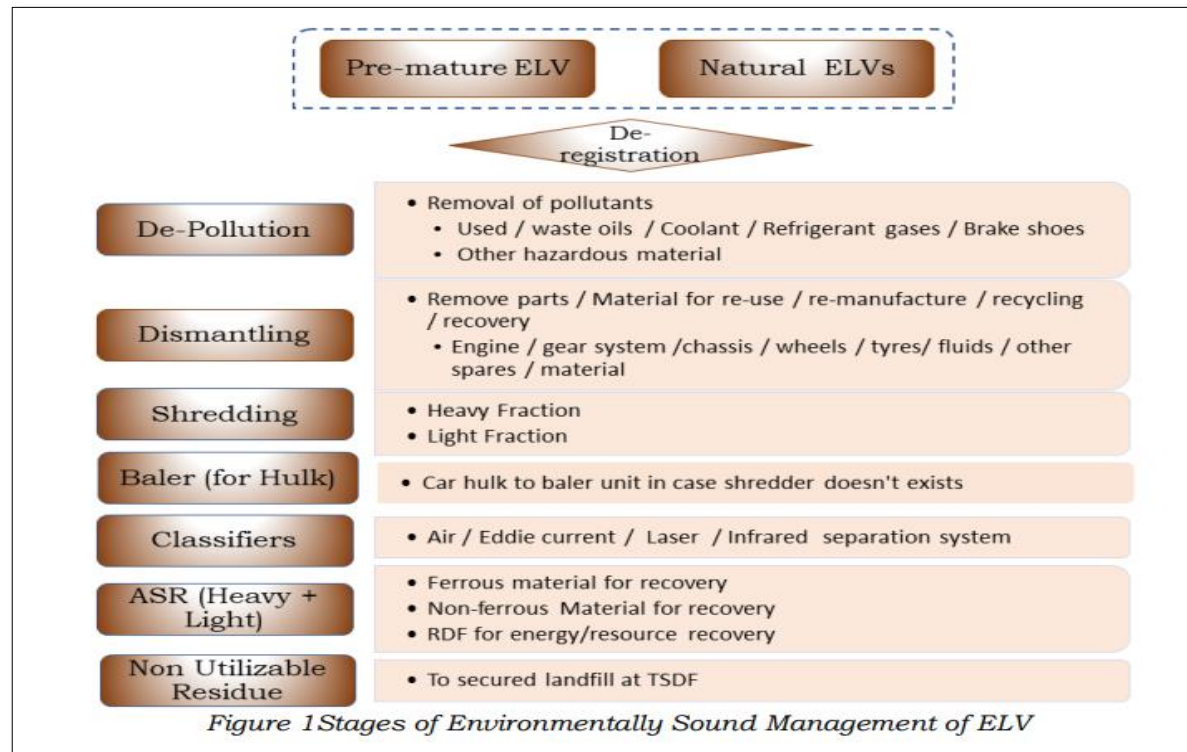 Pre-mature ELV
Natural ELVs
De-
registration
De-Pollution
• Removal of pollutants
• Used / waste oils / Coolant / Refrigerant gases / Brake shoes
• Other hazardous material
Dismantling
• Remove parts / Material for re-use / re-manufacture / recycling
/ recovery
• Engine / gear system /chassis / wheels / tyres/ fluids / other
spares / material
Shredding
• Heavy Fraction
• Light Fraction
Baler (for Hulk)
• Car hulk to baler unit in case shredder doesn't exists
Classifiers
• Air / Eddie current / Laser / Infrared separation system
ASR (Heavy +
Light)
• Ferrous material for recovery
• Non-ferrous Material for recovery
• RDF for energy/resource recovery
Non Utilizable
Residue
• To secured landfill at TSDF
Figure 1Stages of Environmentally Sound Management of ELV